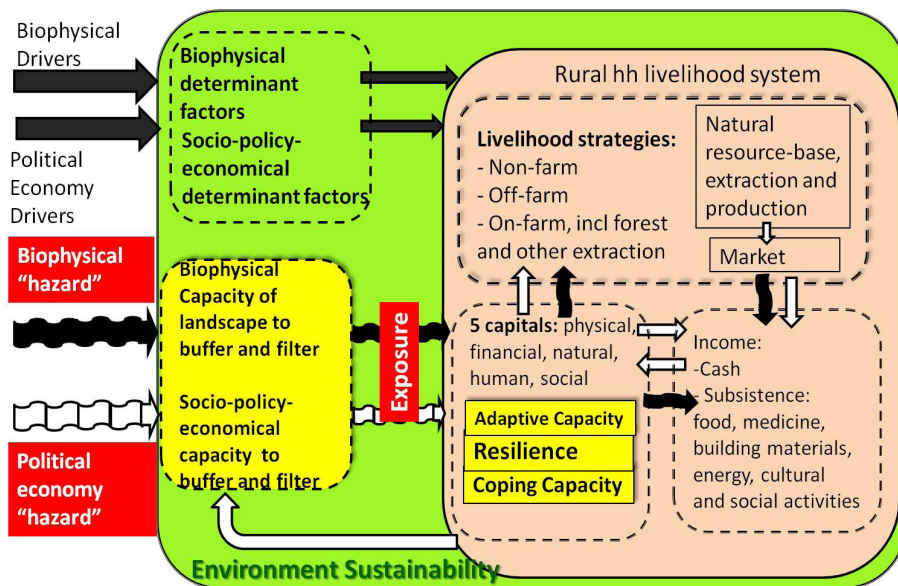 Biophysical
Drivers
Political
Economy
Drivers
Biophysical
“hazard”
Political
economy
“hazard”
Biophysical
determinant
factors
Socio-policy-
economical
determinant factors
Biophysical
Capacity of
landscape to
buffer and filter
Socio-policy-
economical
capacity to
buffer and filter
Exposure
Rural hh livelihood system
Livelihood strategies:
- Non-farm
- Off-farm
- On-farm, incl forest
and other extraction
Natural
resource-base,
extraction and
production
Market
5 capitals: physical,
financial, natural,
human, social
Adaptive Capacity
Resilience
Coping Capacity
Income:
-Cash
- Subsistence:
food, medicine,
building materials,
energy, cultural
and social activities
Environment Sustainability